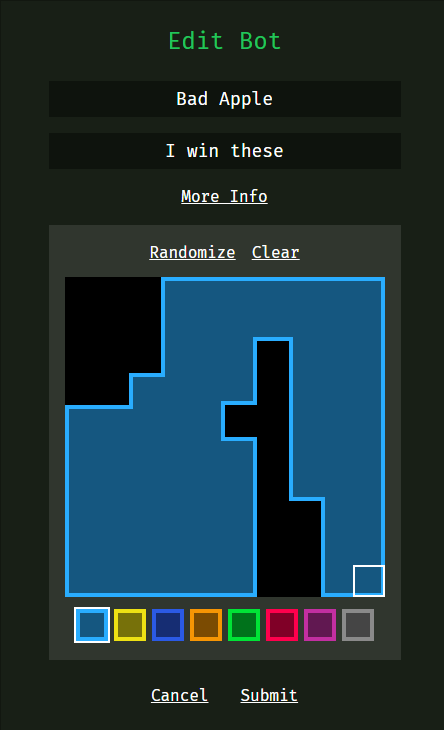 Edit Bot
Bad Apple
I win these
More Info
Randomize Clear
Cancel Submit